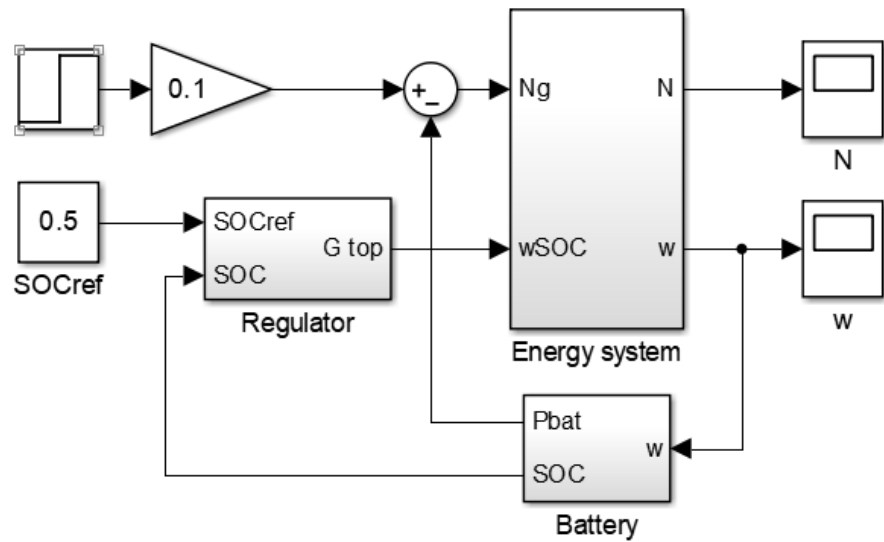 0.1
+
−
Ng
N
wSOC
w
Energy system
N
w
0.5
SOCref
SOCref
SOC
G top
Regulator
Pbat
SOC
w
Battery